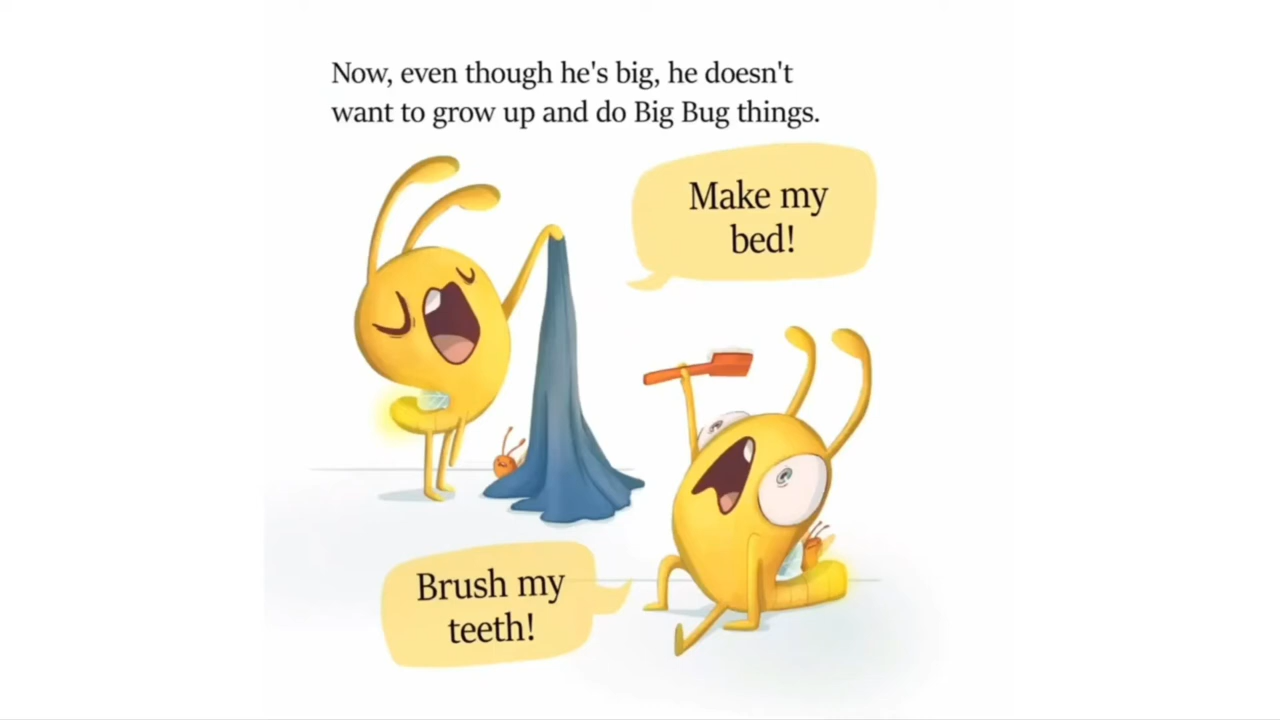 Now, even though he's big, he doesn't
want to grow up and do Big Bug things.
Make my
bed!
Brush my
teeth!